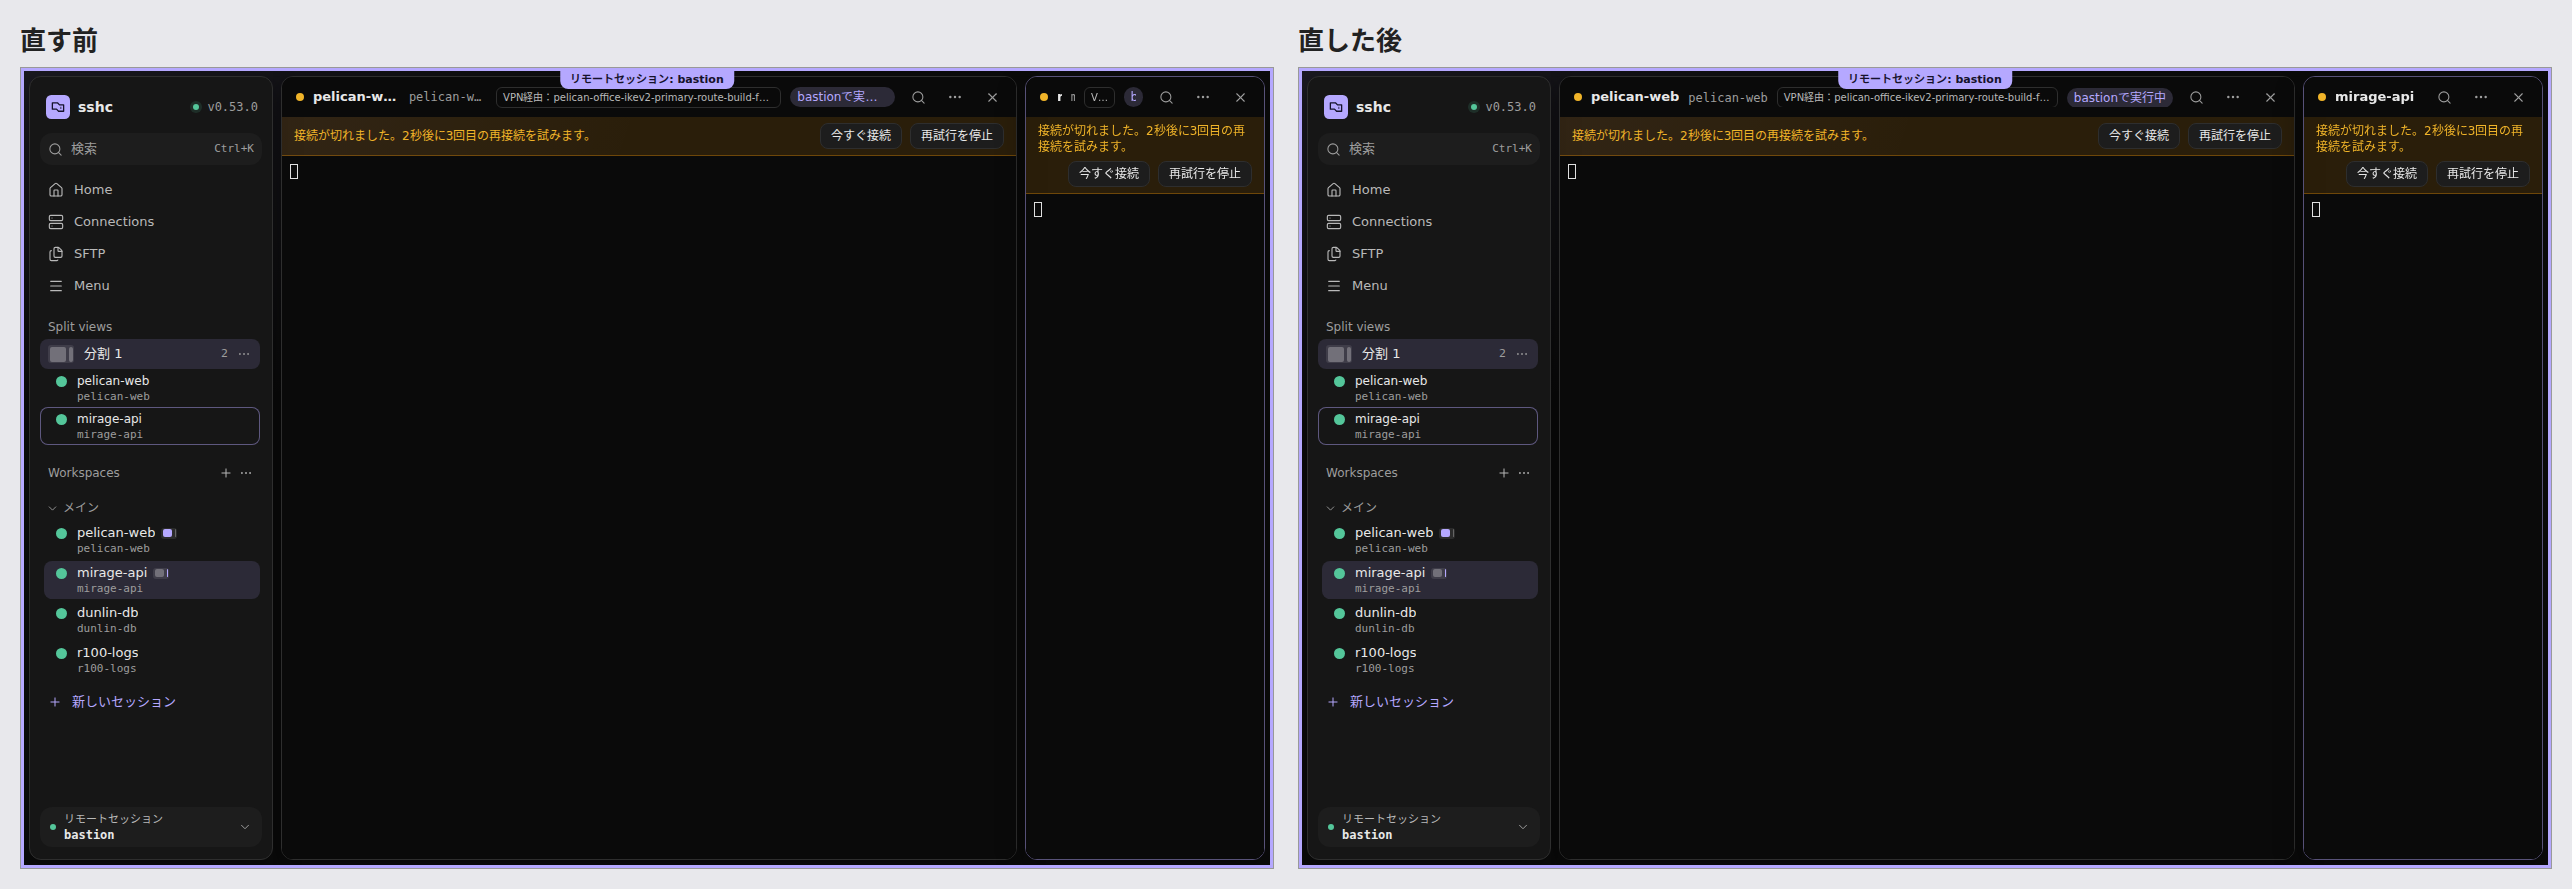 直す前
リモートセッション: bastion
sshc
v0.53.0
検索
Ctrl+K
Home
Connections
SFTP
Menu
Split views
分割 1
2
pelican-web
pelican-web
mirage-api
mirage-api
Workspaces
メイン
pelican-web
pelican-web
mirage-api
mirage-api
dunlin-db
dunlin-db
r100-logs
r100-logs
新しいセッション
リモートセッション
bastion
pelican-w…
pelican-w…
VPN経由：pelican-office-ikev2-primary-route-build-f…
bastionで実…
接続が切れました。2秒後に3回目の再接続を試みます。
今すぐ接続
再試行を停止
V…
接続が切れました。2秒後に3回目の再
接続を試みます。
今すぐ接続
再試行を停止
直した後
リモートセッション: bastion
sshc
v0.53.0
検索
Ctrl+K
Home
Connections
SFTP
Menu
Split views
分割 1
2
pelican-web
pelican-web
mirage-api
mirage-api
Workspaces
メイン
pelican-web
pelican-web
mirage-api
mirage-api
dunlin-db
dunlin-db
r100-logs
r100-logs
新しいセッション
リモートセッション
bastion
pelican-web
pelican-web
VPN経由：pelican-office-ikev2-primary-route-build-f…
bastionで実行中
接続が切れました。2秒後に3回目の再接続を試みます。
今すぐ接続
再試行を停止
mirage-api
接続が切れました。2秒後に3回目の再
接続を試みます。
今すぐ接続
再試行を停止